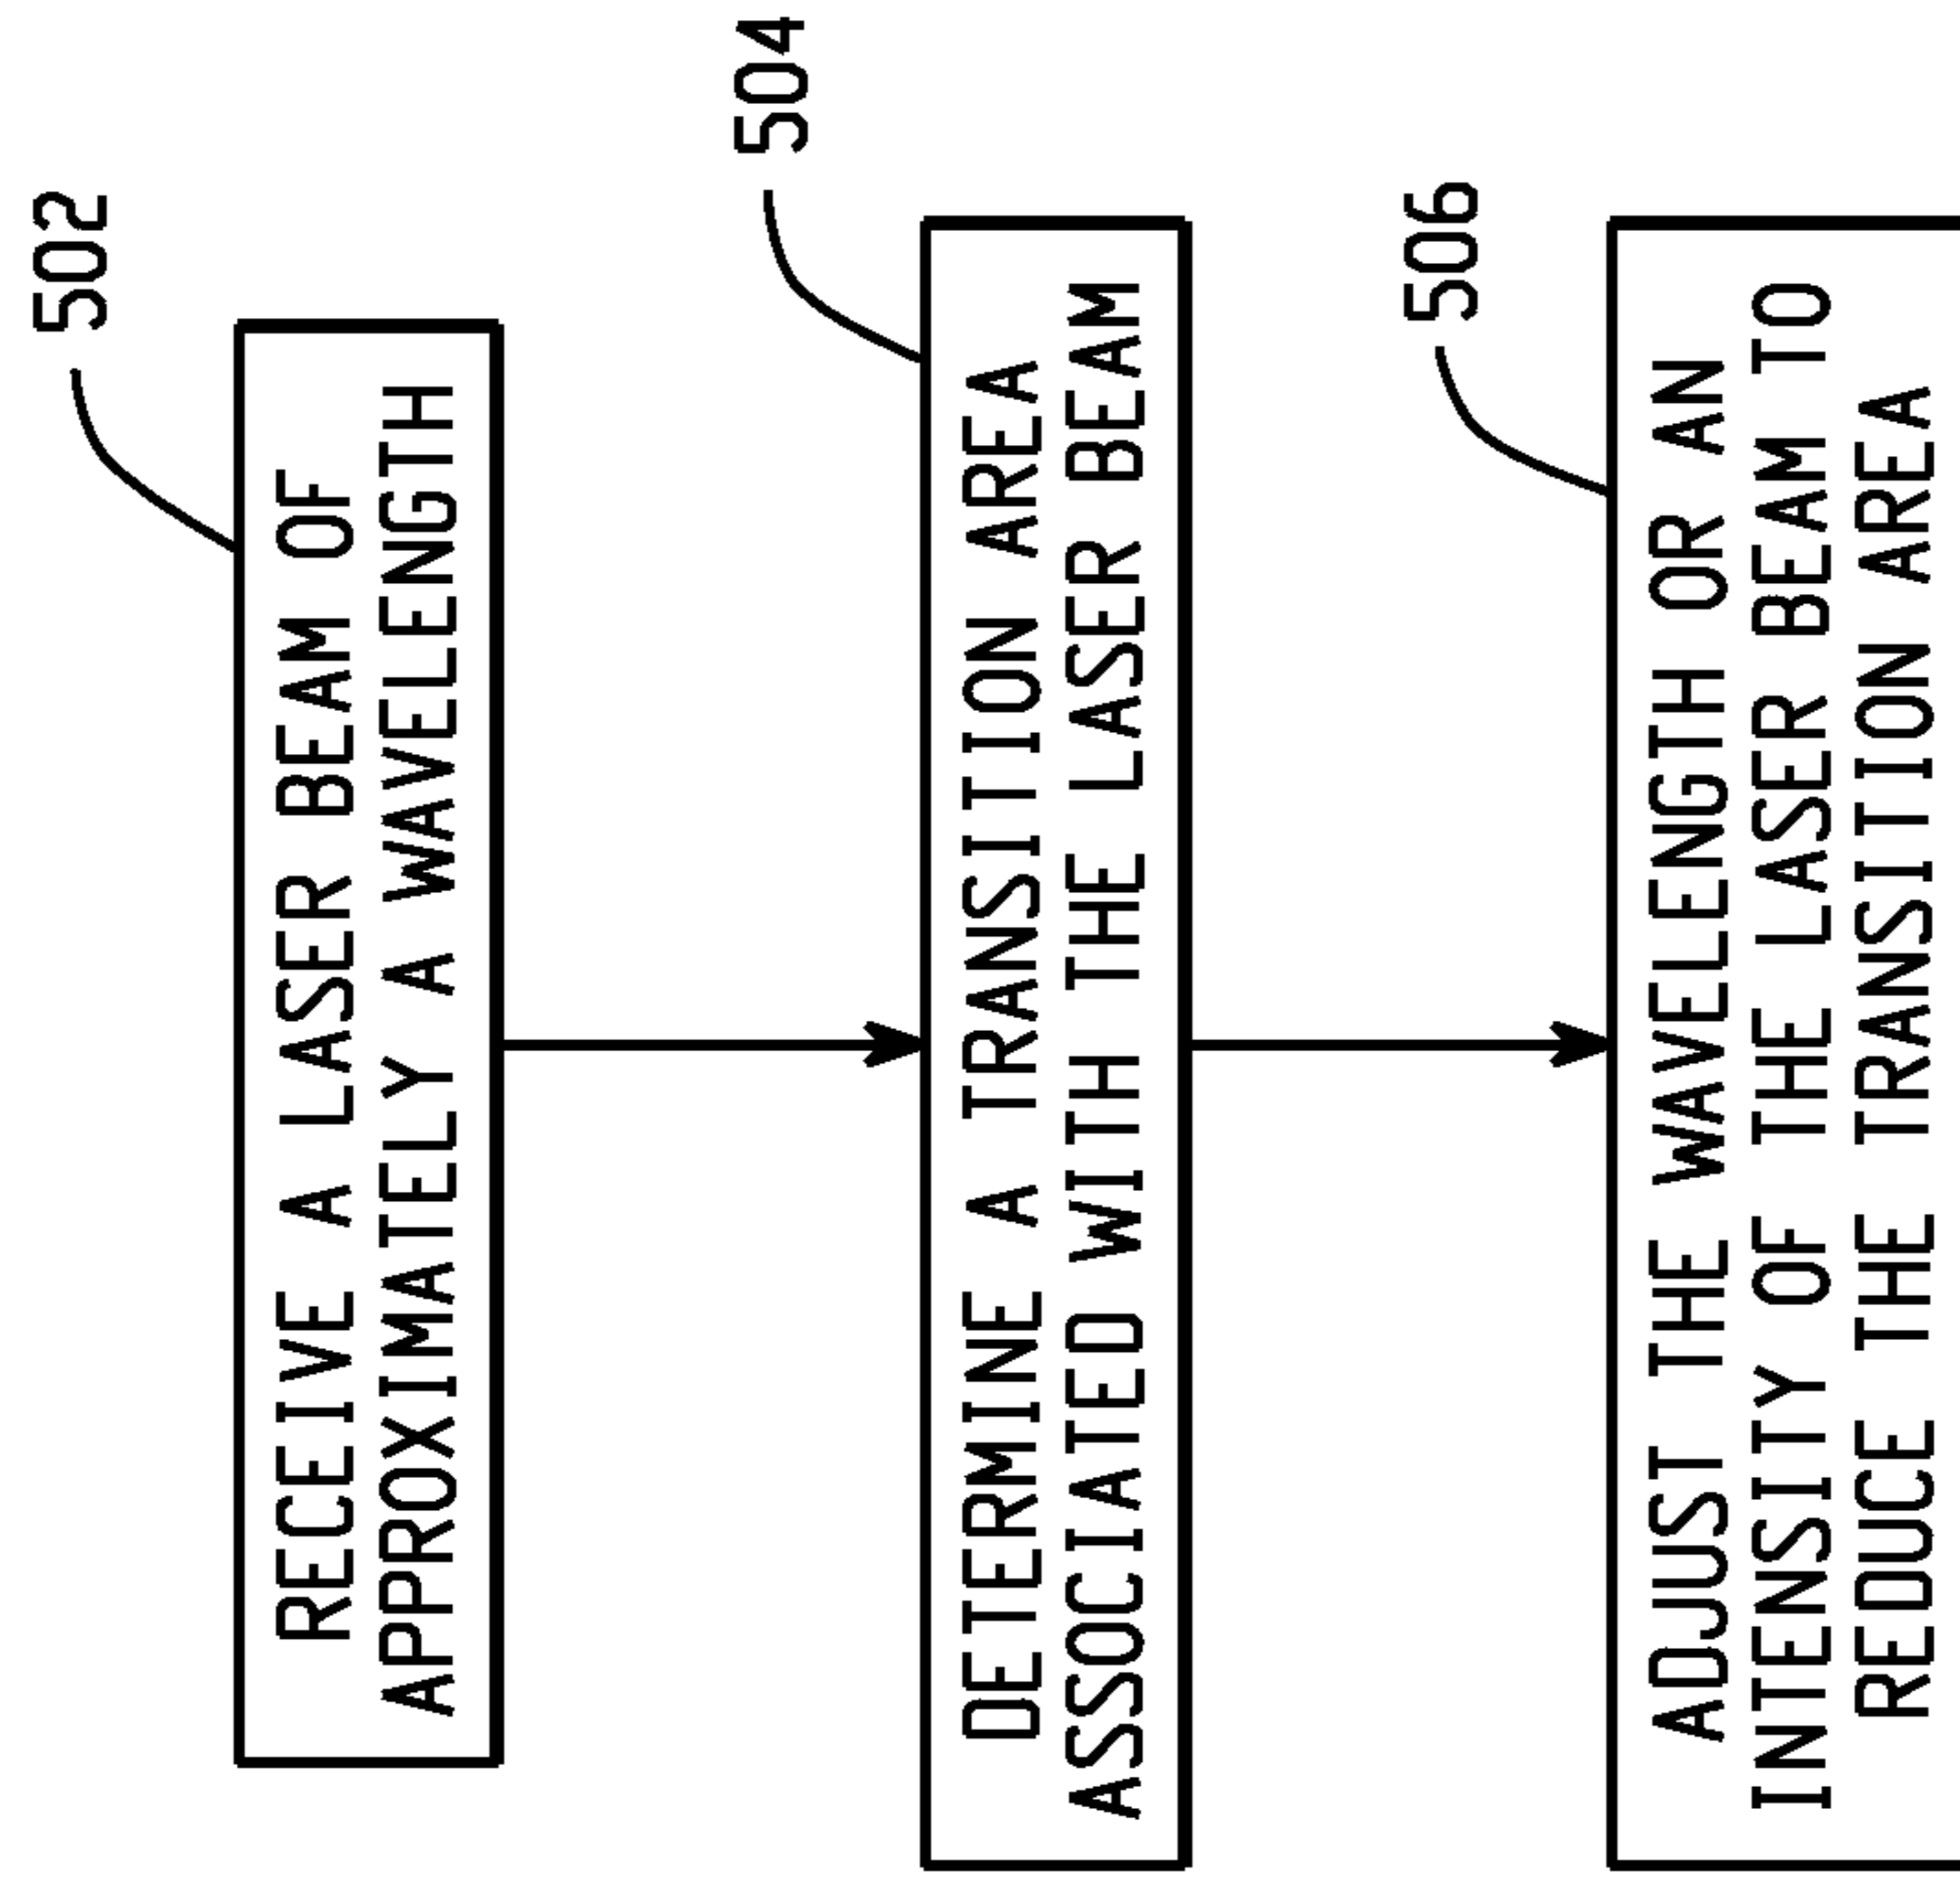 502
RECEIVE A LASER BEAM OF
APPROXIMATELY A WAVELENGTH
504
DETERMINE A TRANSITION AREA
ASSOCIATED WITH THE LASER BEAM
506
ADJUST THE WAVELENGTH OR AN
INTENSITY OF THE LASER BEAM TO
REDUCE THE TRANSITION AREA